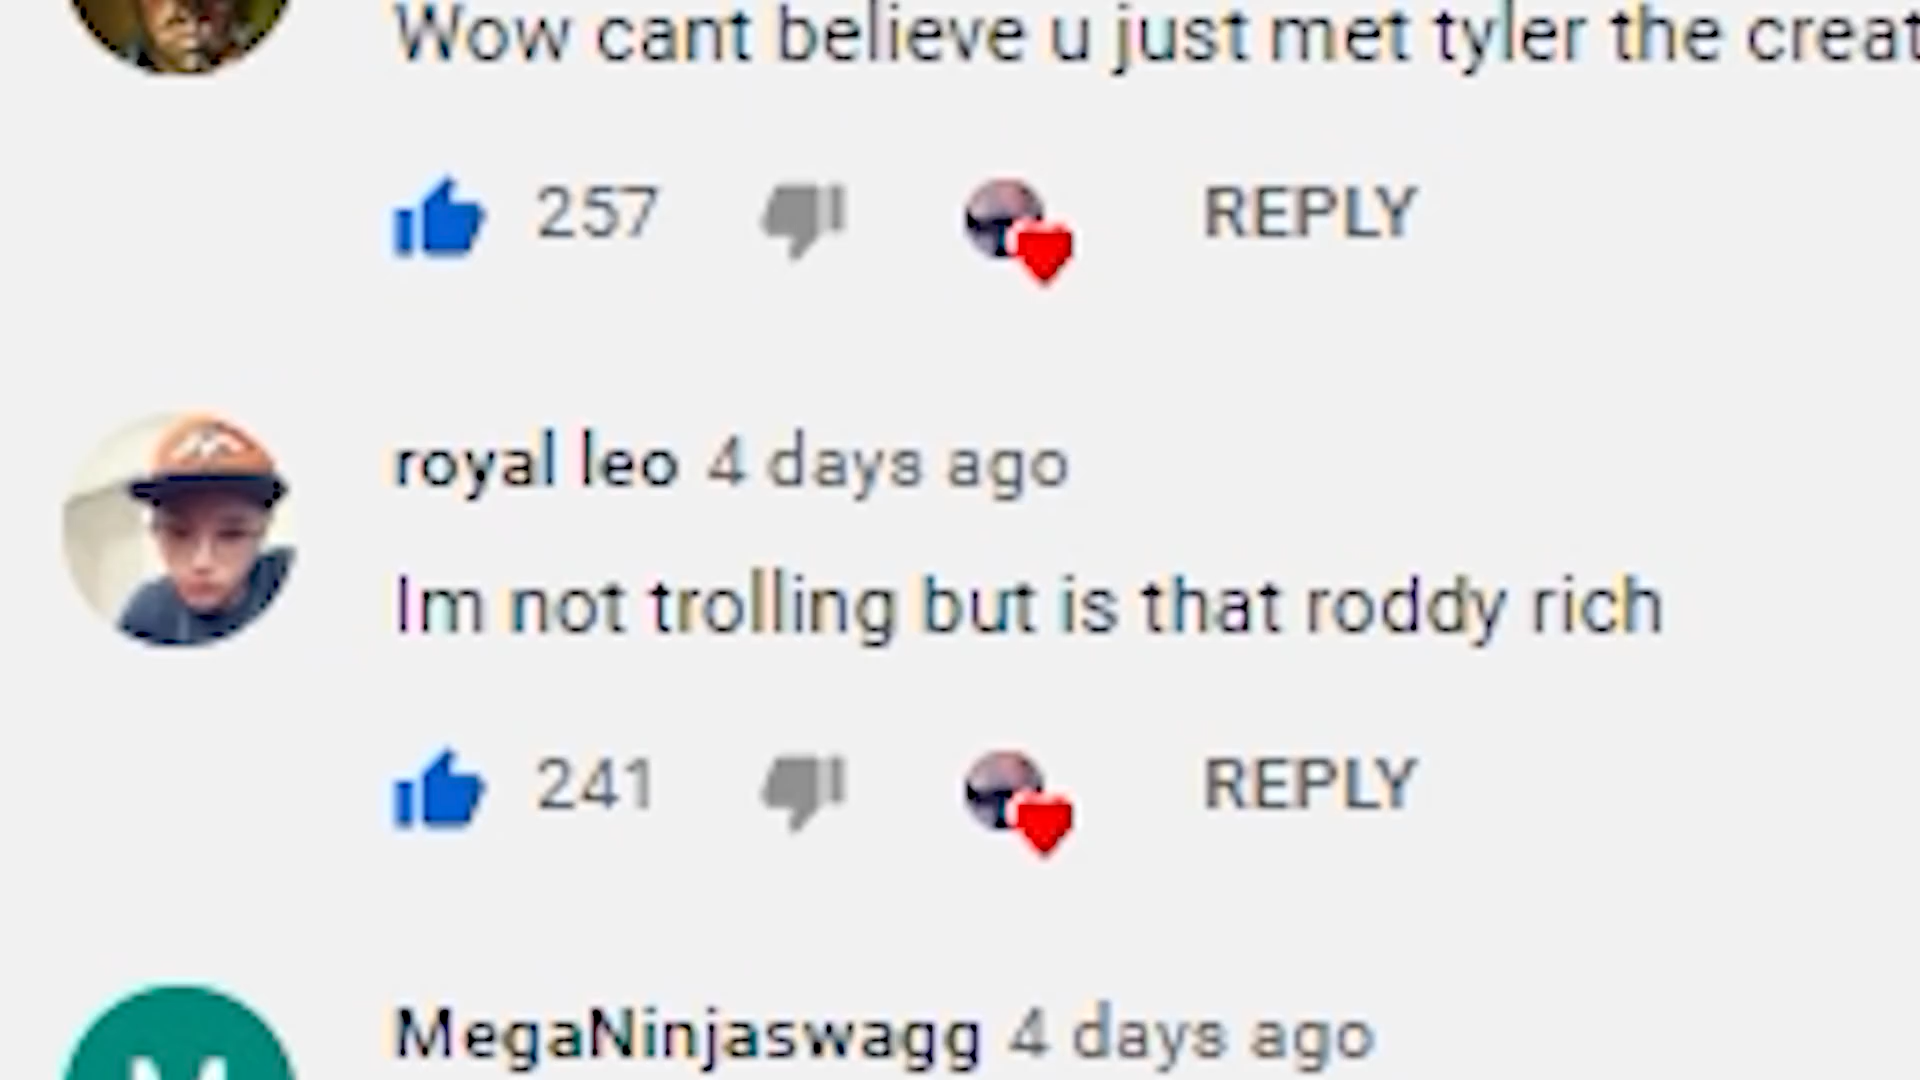 Wow cant believe u just met tyler the creat
257 REPLY
royal leo 4 days ago
Im not trolling but is that roddy rich
241 REPLY
M MegaNinjaswagg 4 days ago